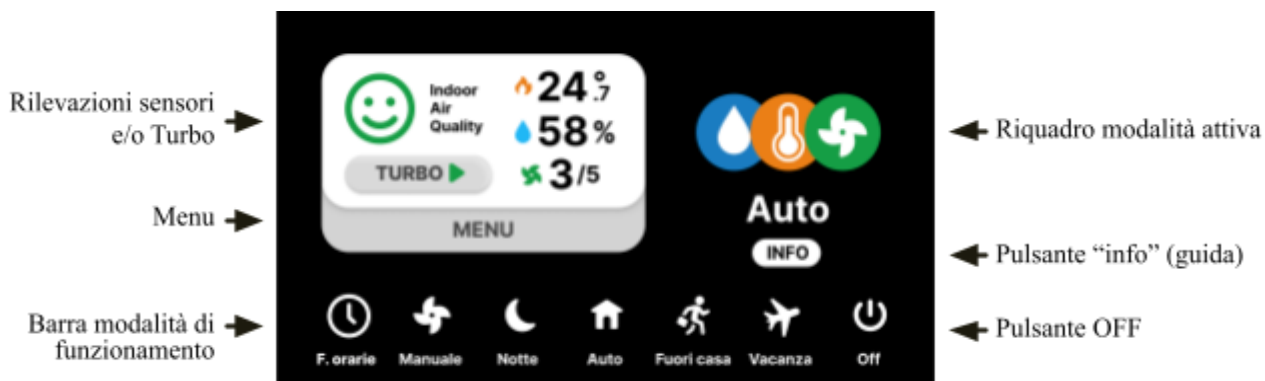 Rilevazioni sensori
e/o Turbo
Menu
Barra modalità di
funzionamento
Indoor
Air
Quality
24°.7
58%
3/5
TURBO
MENU
Auto
INFO
F. orarie Manuale Notte Auto Fuori casa Vacanza Off
Riquadro modalità attiva
Pulsante “info” (guida)
Pulsante OFF